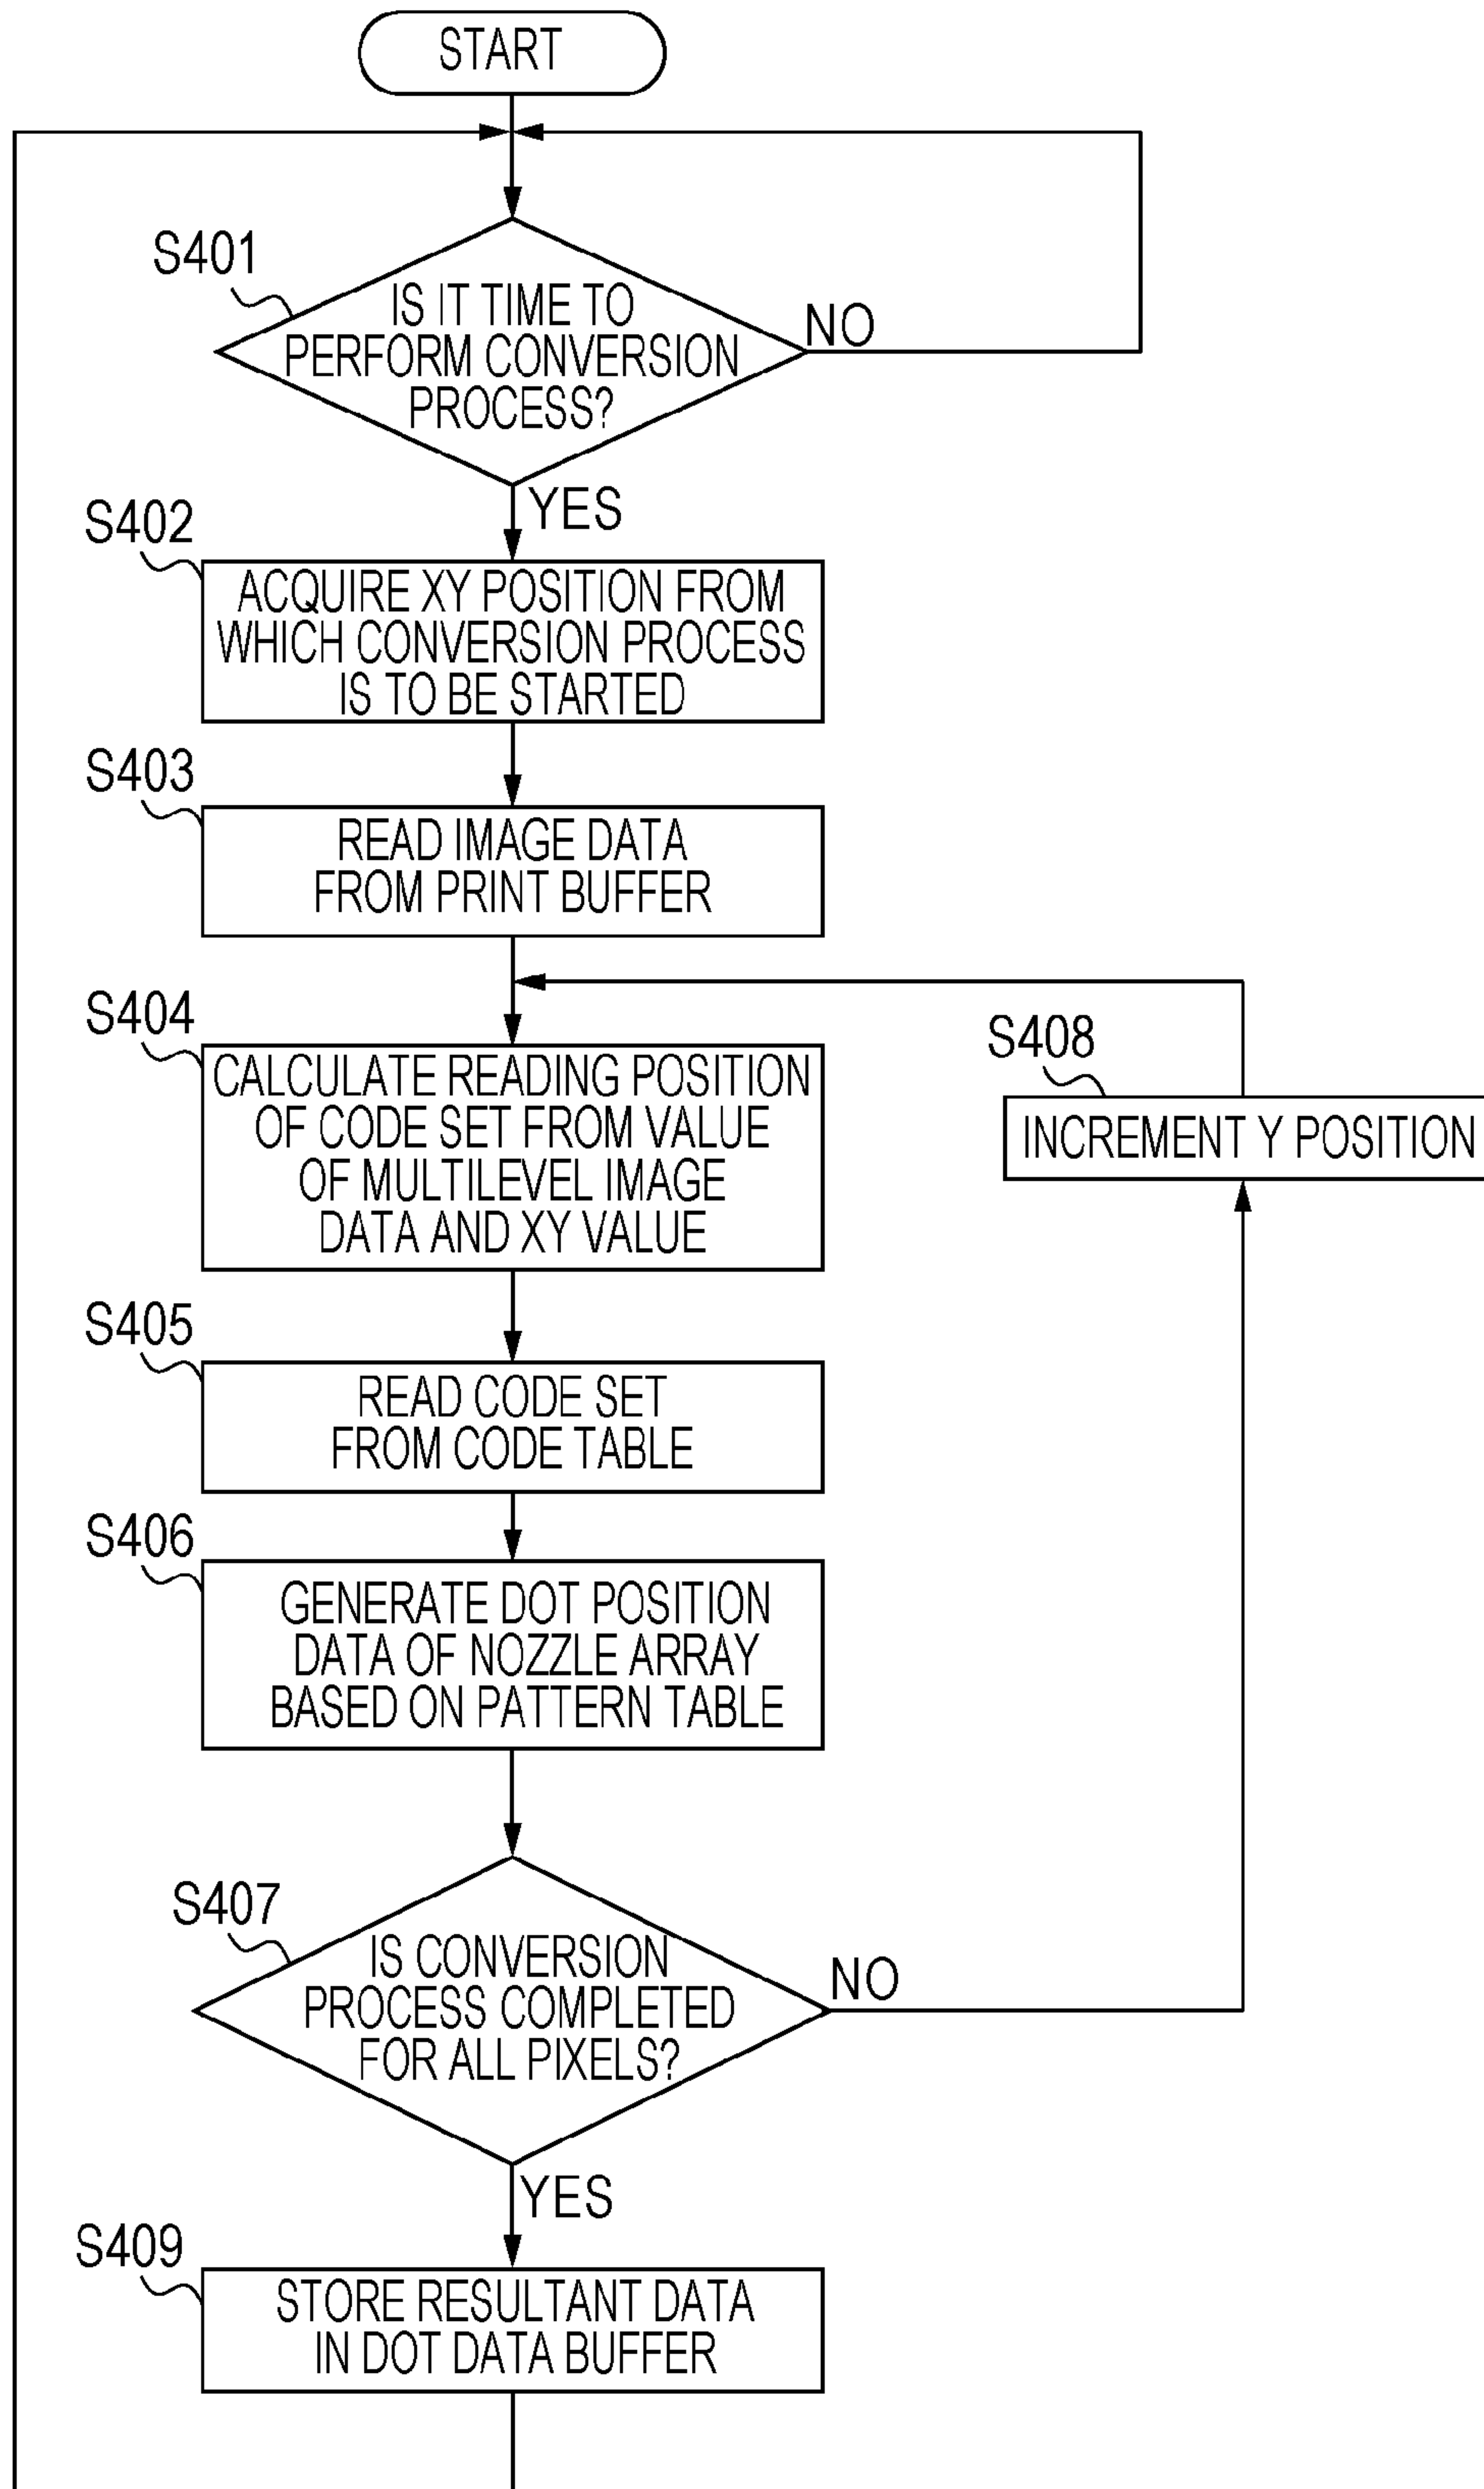 START
S401
IS IT TIME TO
PERFORM CONVERSION
PROCESS?
NO
YES
S402
ACQUIRE XY POSITION FROM
WHICH CONVERSION PROCESS
IS TO BE STARTED
S403
READ IMAGE DATA
FROM PRINT BUFFER
S404
CALCULATE READING POSITION
OF CODE SET FROM VALUE
OF MULTILEVEL IMAGE
DATA AND XY VALUE
S408
INCREMENT Y POSITION
S405
READ CODE SET
FROM CODE TABLE
S406
GENERATE DOT POSITION
DATA OF NOZZLE ARRAY
BASED ON PATTERN TABLE
S407
IS CONVERSION
PROCESS COMPLETED
FOR ALL PIXELS?
NO
YES
S409
STORE RESULTANT DATA
IN DOT DATA BUFFER